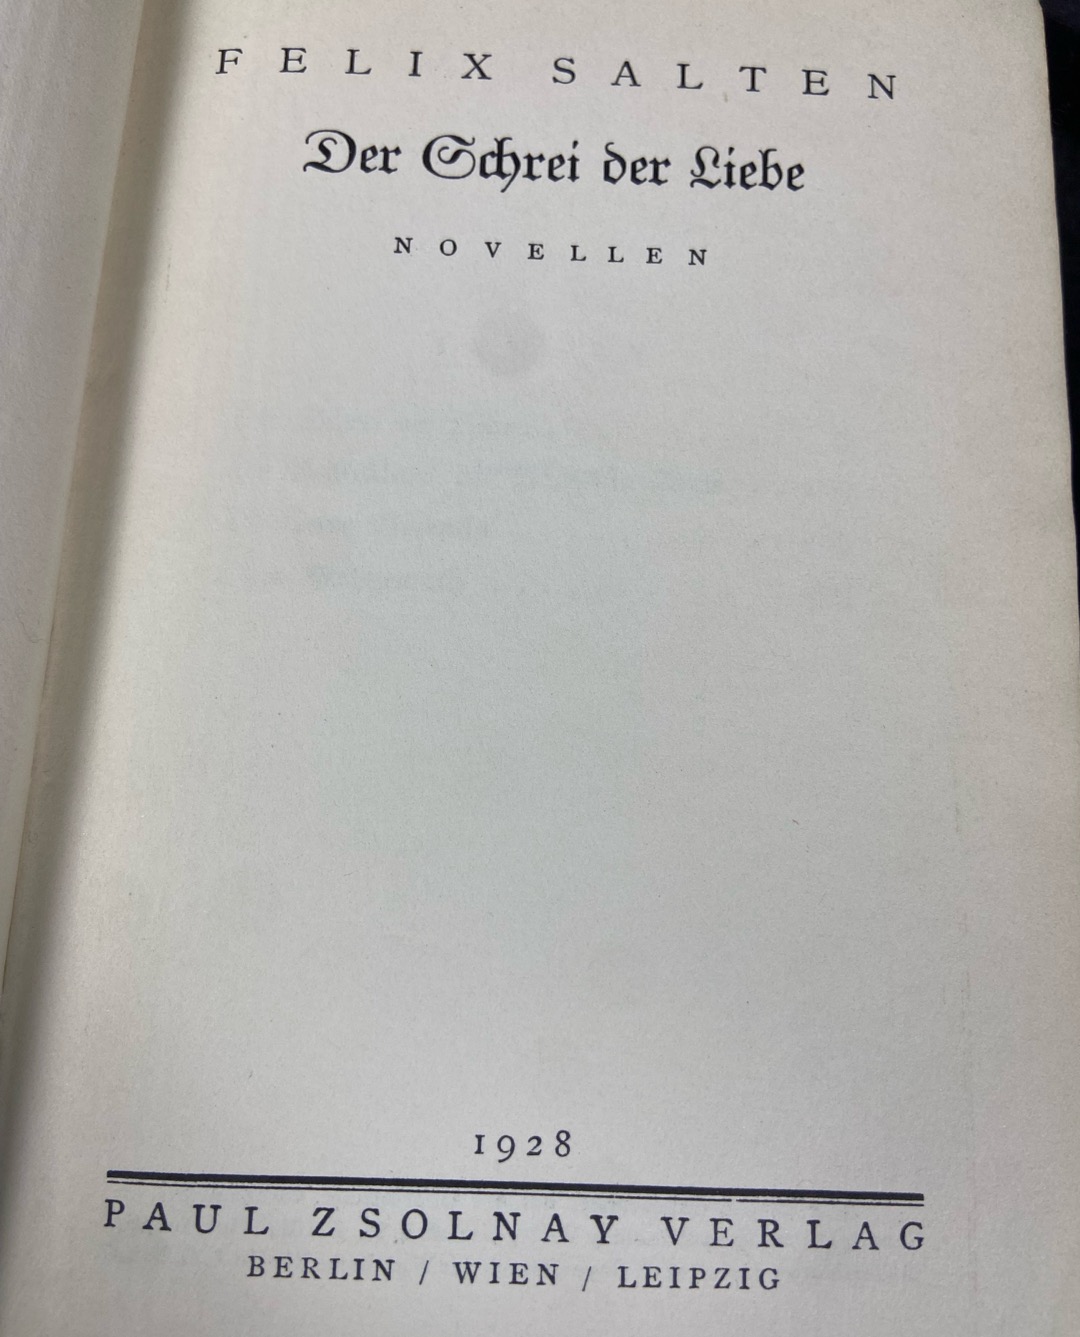 FELIX SALTEN
Der Schrei der Liebe
NOVELLEN
1928
PAUL ZSOLNAY VERLAG
BERLIN / WIEN / LEIPZIG